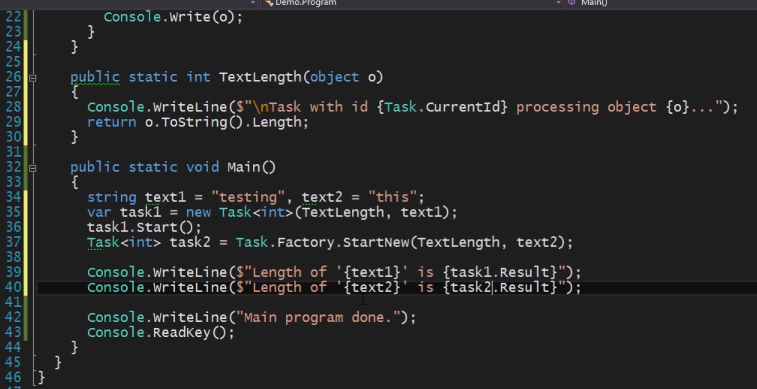 Demo.Program Main()
22 Console.Write(o);
23 }
24 }
25
26 public static int TextLength(object o)
27 {
28 Console.WriteLine($"\nTask with id {Task.CurrentId} processing object {o}...");
29 return o.ToString().Length;
30 }
31
32 public static void Main()
33 {
34 string text1 = "testing", text2 = "this";
35 var task1 = new Task<int>(TextLength, text1);
36 task1.Start();
37 Task<int> task2 = Task.Factory.StartNew(TextLength, text2);
38
39 Console.WriteLine($"Length of '{text1}' is {task1.Result}");
40 Console.WriteLine($"Length of '{text2}' is {task2.Result}");
41
42 Console.WriteLine("Main program done.");
43 Console.ReadKey();
44 }
45 }
46 }